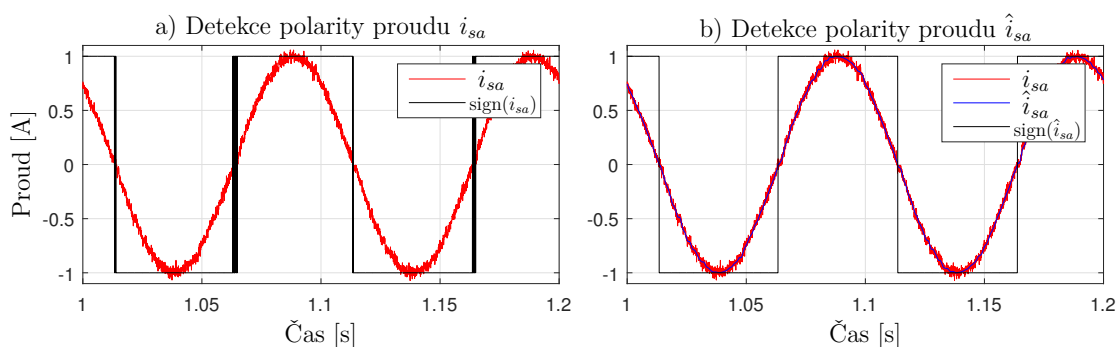 a) Detekce polarity proudu i_sa
1
0.5
0
-0.5
-1
Proud [A]
i_sa
sign(i_sa)
1
1.05
1.1
1.15
1.2
Čas [s]
b) Detekce polarity proudu î_sa
1
0.5
0
-0.5
-1
i_sa
î_sa
sign(î_sa)
1
1.05
1.1
1.15
1.2
Čas [s]